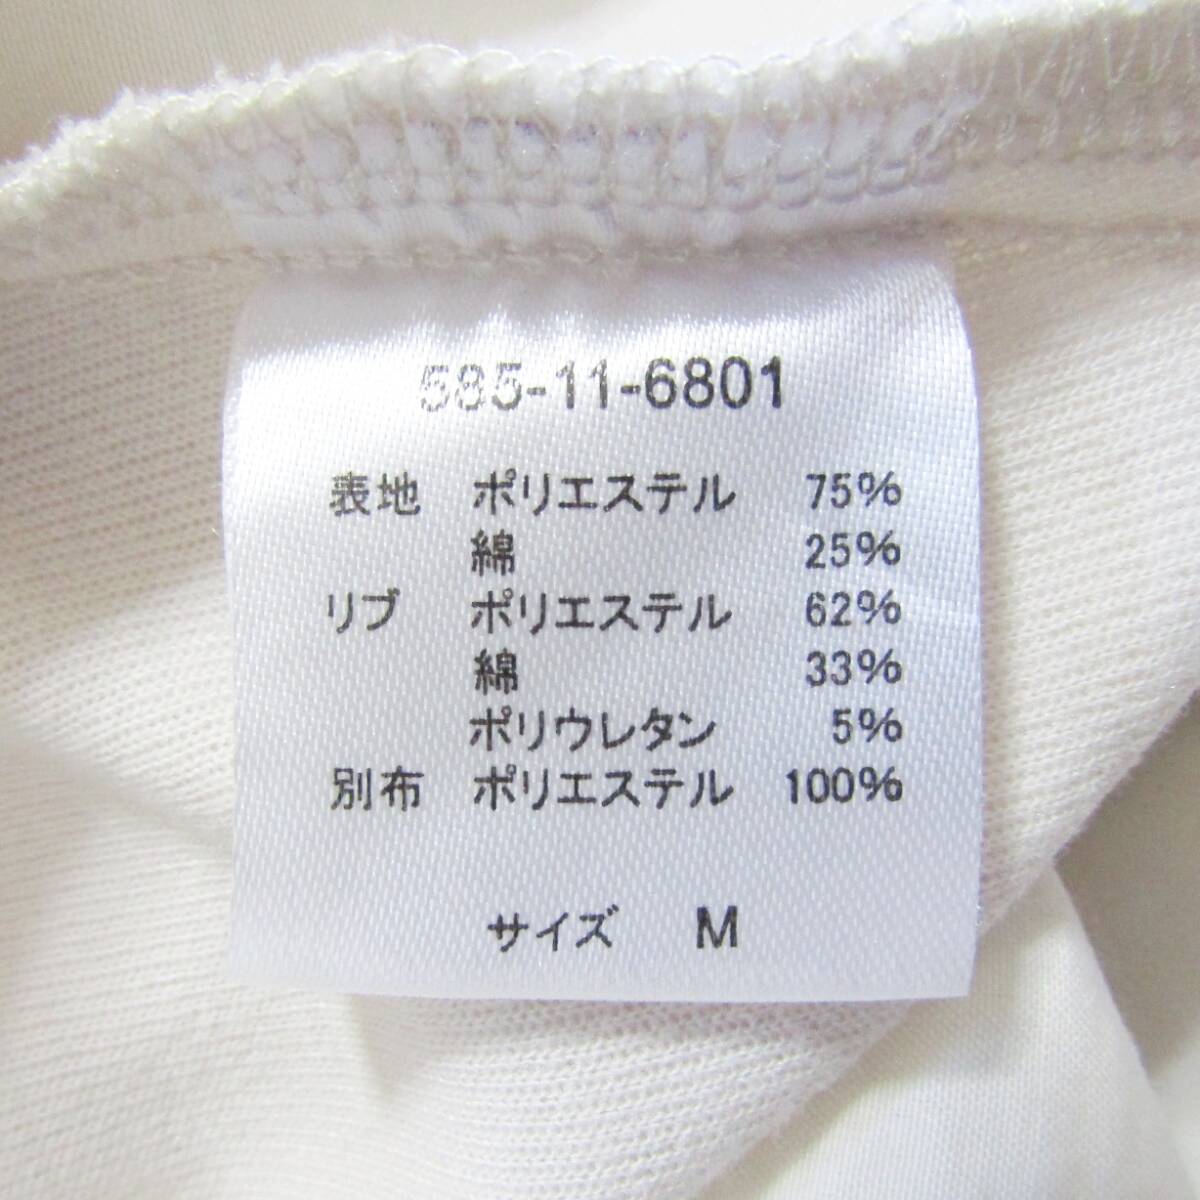 585-11-6801
表地 ポリエステル 75%
綿 25%
リブ ポリエステル 62%
綿 33%
ポリウレタン 5%
別布 ポリエステル 100%
サイズ M